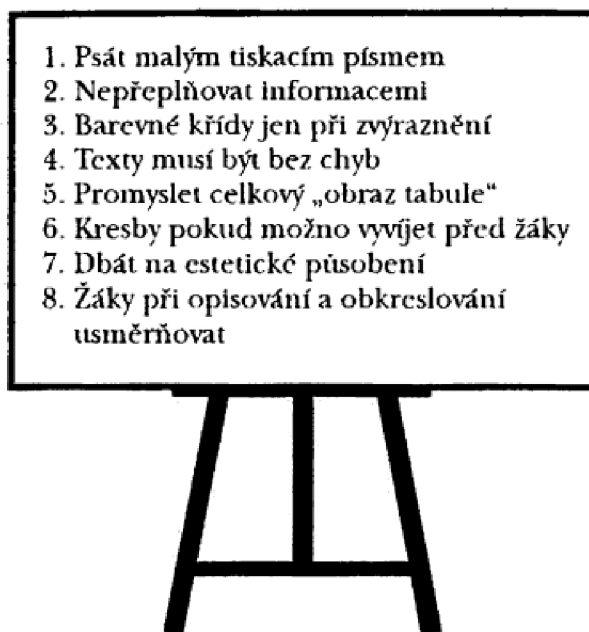 1. Psát malým tiskacím písmem
2. Nepřeplňovat informacemi
3. Barevné křídy jen při zvýraznění
4. Texty musí být bez chyb
5. Promyslet celkový „obraz tabule“
6. Kresby pokud možno vyvíjet před žáky
7. Dbát na estetické působení
8. Žáky při opisování a obkreslování
usměrňovat